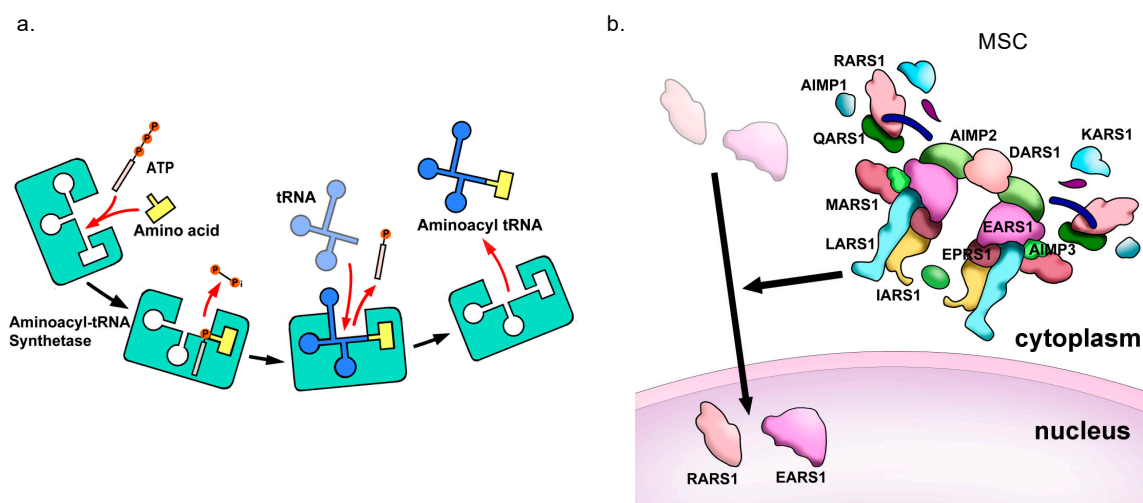 a.
P
P
P
ATP
Amino acid
P
Pi
P
Aminoacyl-tRNA
Synthetase
tRNA
P
Aminoacyl tRNA
b.
MSC
RARS1
AIMP1
QARS1
AIMP2
DARS1
KARS1
MARS1
LARS1
EARS1
EPRS1
AIMP3
IARS1
cytoplasm
nucleus
RARS1
EARS1